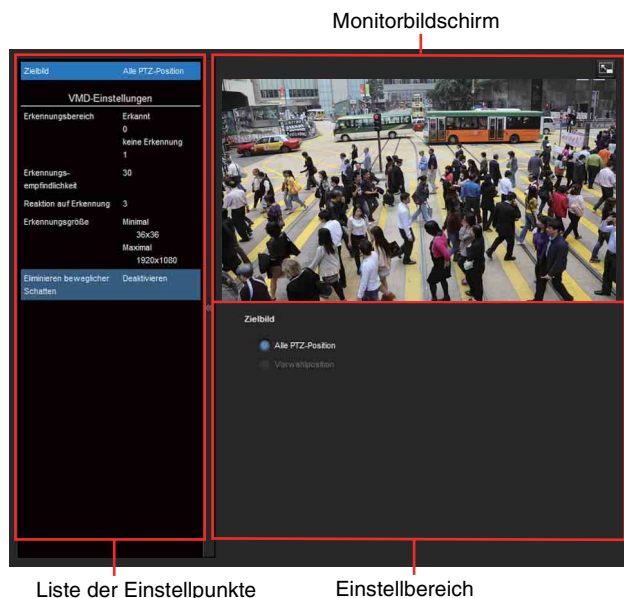 Monitorbildschirm
Zielbild Alle PTZ-Position
VMD-Einstellungen
Erkennungsbereich Erkannt
0
keine Erkennung
1
Erkennungs- 30
empfindlichkeit
Reaktion auf Erkennung 3
Erkennungsgröße Minimal
36x36
Maximal
1920x1080
Eliminieren beweglicher Deaktivieren
Schatten
«
Zielbild
Alle PTZ-Position
Vorwahlposition
Liste der Einstellpunkte Einstellbereich